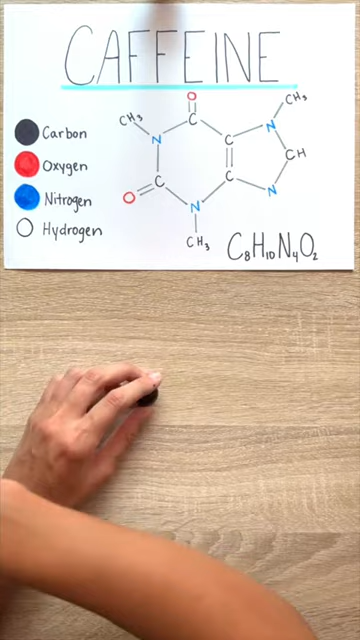 CAFFEINE
Carbon
Oxygen
Nitrogen
Hydrogen
O
CH₃
CH₃
N
C
C
N
CH
C
C
O
N
N
CH₃
C₈H₁₀N₄O₂